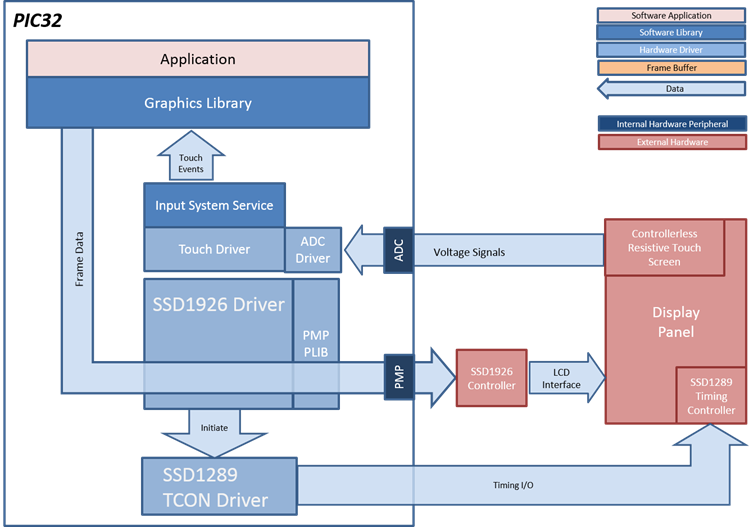 PIC32
Application
Graphics Library
Touch
Events
Input System Service
Touch Driver
ADC
Driver
Frame Data
SSD1926 Driver
PMP
PLIB
Initiate
SSD1289
TCON Driver
ADC
PMP
Voltage Signals
SSD1926
Controller
LCD
Interface
Timing I/O
Controllerless
Resistive Touch
Screen
Display
Panel
SSD1289
Timing
Controller
Software Application
Software Library
Hardware Driver
Frame Buffer
Data
Internal Hardware Peripheral
External Hardware